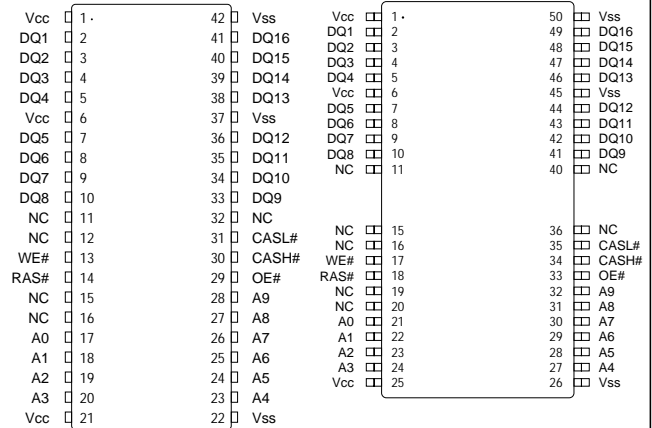 Vcc 1 42 Vss
DQ1 2 41 DQ16
DQ2 3 40 DQ15
DQ3 4 39 DQ14
DQ4 5 38 DQ13
Vcc 6 37 Vss
DQ5 7 36 DQ12
DQ6 8 35 DQ11
DQ7 9 34 DQ10
DQ8 10 33 DQ9
NC 11 32 NC
NC 12 31 CASL#
WE# 13 30 CASH#
RAS# 14 29 OE#
NC 15 28 A9
NC 16 27 A8
A0 17 26 A7
A1 18 25 A6
A2 19 24 A5
A3 20 23 A4
Vcc 21 22 Vss
Vcc 1 50 Vss
DQ1 2 49 DQ16
DQ2 3 48 DQ15
DQ3 4 47 DQ14
DQ4 5 46 DQ13
Vcc 6 45 Vss
DQ5 7 44 DQ12
DQ6 8 43 DQ11
DQ7 9 42 DQ10
DQ8 10 41 DQ9
NC 11 40 NC
NC 15 36 NC
NC 16 35 CASL#
WE# 17 34 CASH#
RAS# 18 33 OE#
NC 19 32 A9
NC 20 31 A8
A0 21 30 A7
A1 22 29 A6
A2 23 28 A5
A3 24 27 A4
Vcc 25 26 Vss